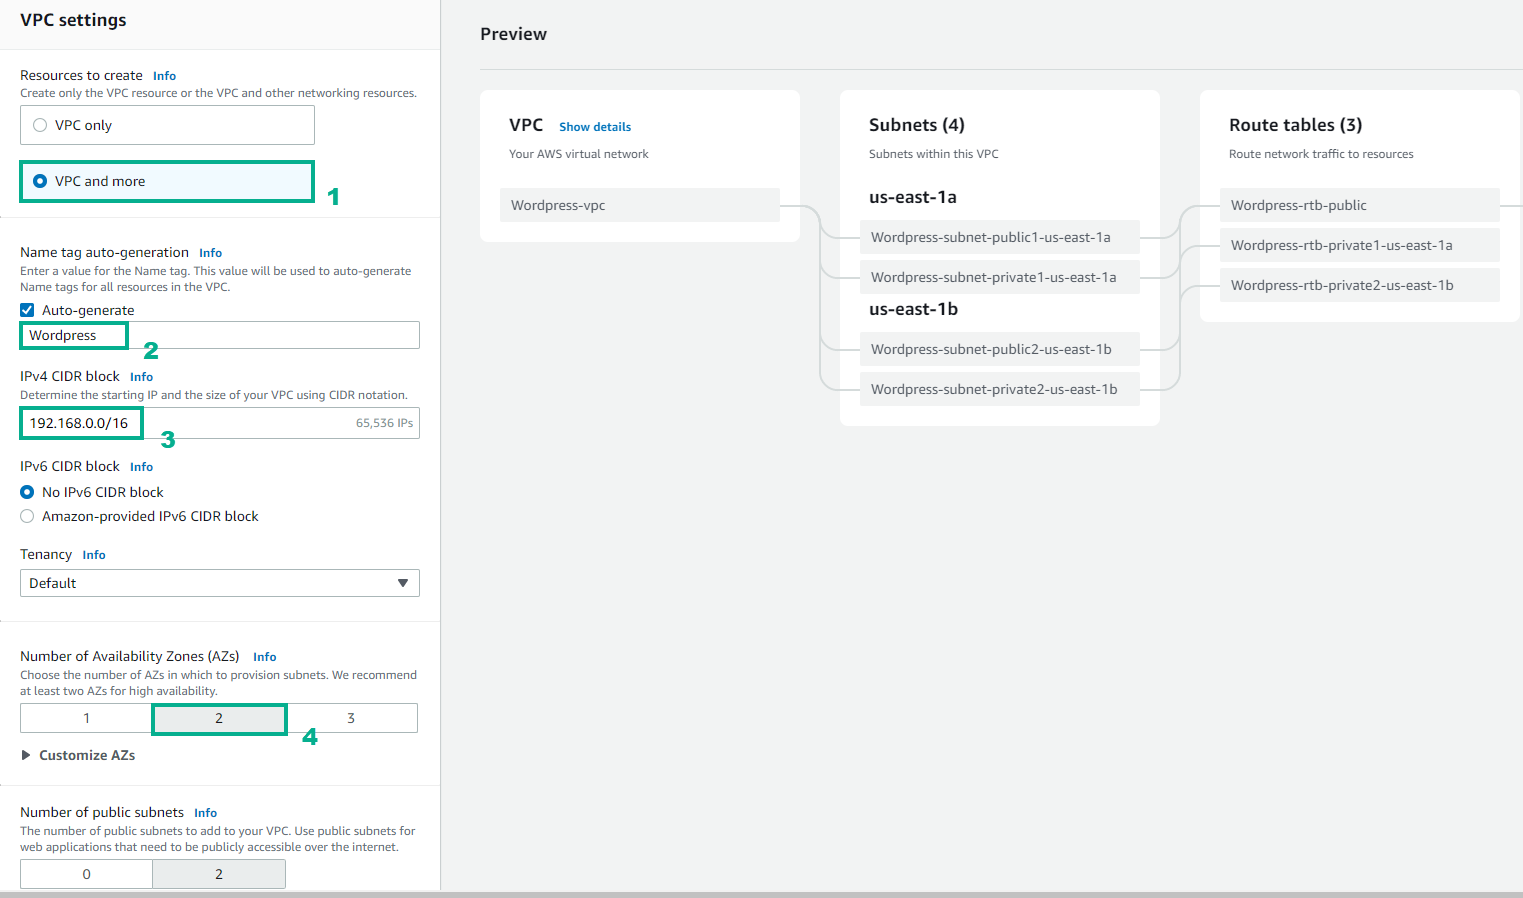 VPC settings
Resources to create Info
Create only the VPC resource or the VPC and other networking resources.
VPC only
VPC and more
1
Name tag auto-generation Info
Enter a value for the Name tag. This value will be used to auto-generate
Name tags for all resources in the VPC.
Auto-generate
Wordpress
2
IPv4 CIDR block Info
Determine the starting IP and the size of your VPC using CIDR notation.
192.168.0.0/16 65,536 IPs
3
IPv6 CIDR block Info
No IPv6 CIDR block
Amazon-provided IPv6 CIDR block
Tenancy Info
Default
Number of Availability Zones (AZs) Info
Choose the number of AZs in which to provision subnets. We recommend
at least two AZs for high availability.
1 2 3
4
Customize AZs
Number of public subnets Info
The number of public subnets to add to your VPC. Use public subnets for
web applications that need to be publicly accessible over the internet.
0 2
Preview
VPC Show details
Your AWS virtual network
Wordpress-vpc
Subnets (4)
Subnets within this VPC
us-east-1a
Wordpress-subnet-public1-us-east-1a
Wordpress-subnet-private1-us-east-1a
us-east-1b
Wordpress-subnet-public2-us-east-1b
Wordpress-subnet-private2-us-east-1b
Route tables (3)
Route network traffic to resources
Wordpress-rtb-public
Wordpress-rtb-private1-us-east-1a
Wordpress-rtb-private2-us-east-1b